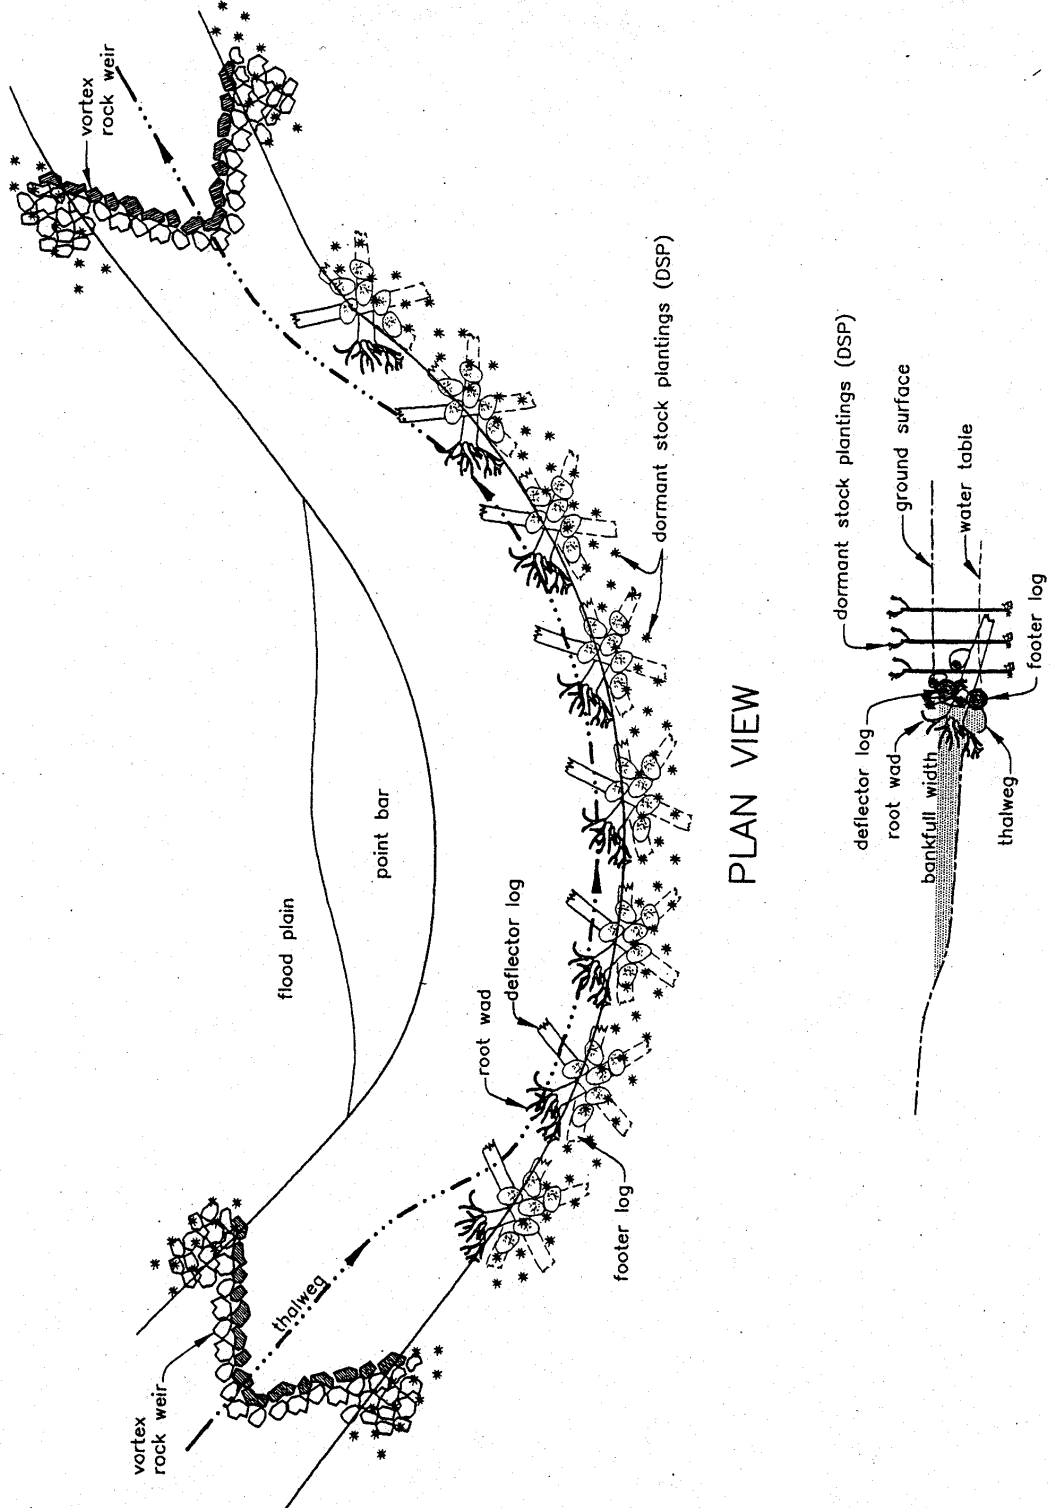 vortex
rock weir
thalweg
flood plain
point bar
vortex
rock weir
root wad
deflector log
footer log
dormant stock plantings (DSP)
PLAN VIEW
dormant stock plantings (DSP)
ground surface
water table
deflector log
root wad
bankfull width
thalweg
footer log